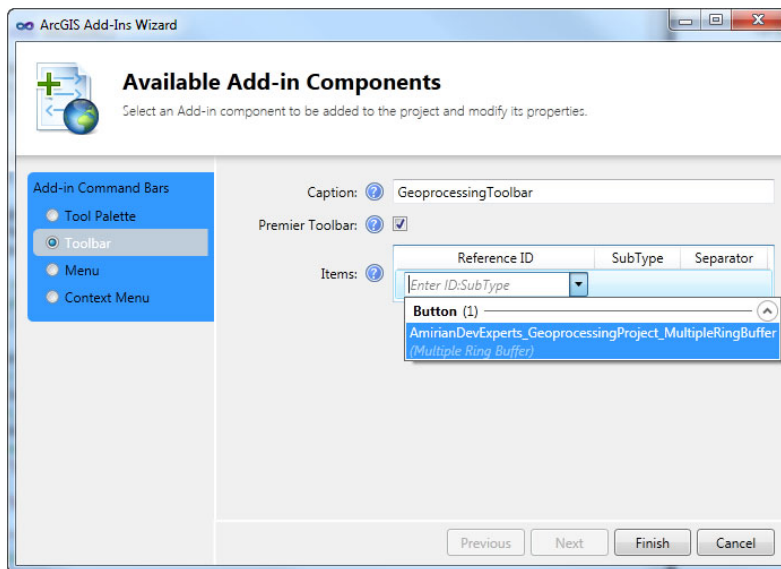 ArcGIS Add-Ins Wizard
Available Add-in Components
Select an Add-in component to be added to the project and modify its properties.
Add-in Command Bars
Tool Palette
Toolbar
Menu
Context Menu
Caption: GeoprocessingToolbar
Premier Toolbar:
Items:
Reference ID SubType Separator
Enter ID:SubType
Button (1)
AmirianDevExperts_GeoprocessingProject_MultipleRingBuffer
(Multiple Ring Buffer)
Previous Next Finish Cancel